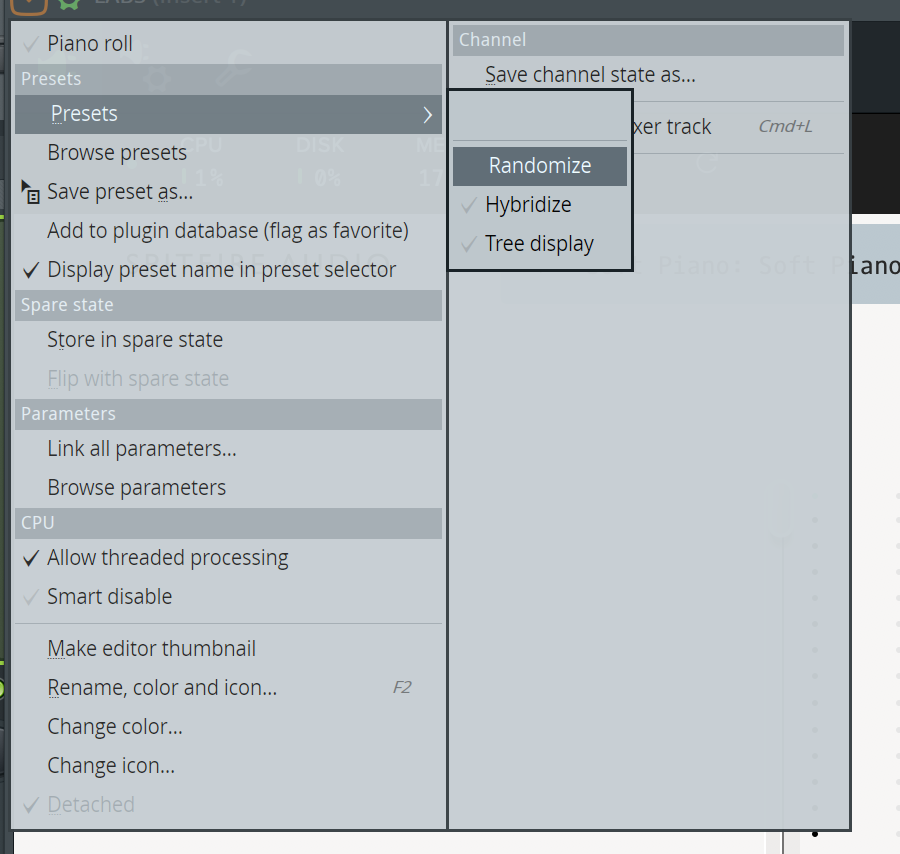 LABS (Insert 1)
Piano roll
Presets
Presets
Browse presets
Save preset as...
Add to plugin database (flag as favorite)
Display preset name in preset selector
Spare state
Store in spare state
Flip with spare state
Parameters
Link all parameters...
Browse parameters
CPU
Allow threaded processing
Smart disable
Make editor thumbnail
Rename, color and icon... F2
Change color...
Change icon...
Detached
Channel
Save channel state as...
xer track Cmd+L
Randomize
Hybridize
Tree display
CPU DISK ME
1% 0% 17
SPITFIRE AUDIO
Piano: Soft Piano